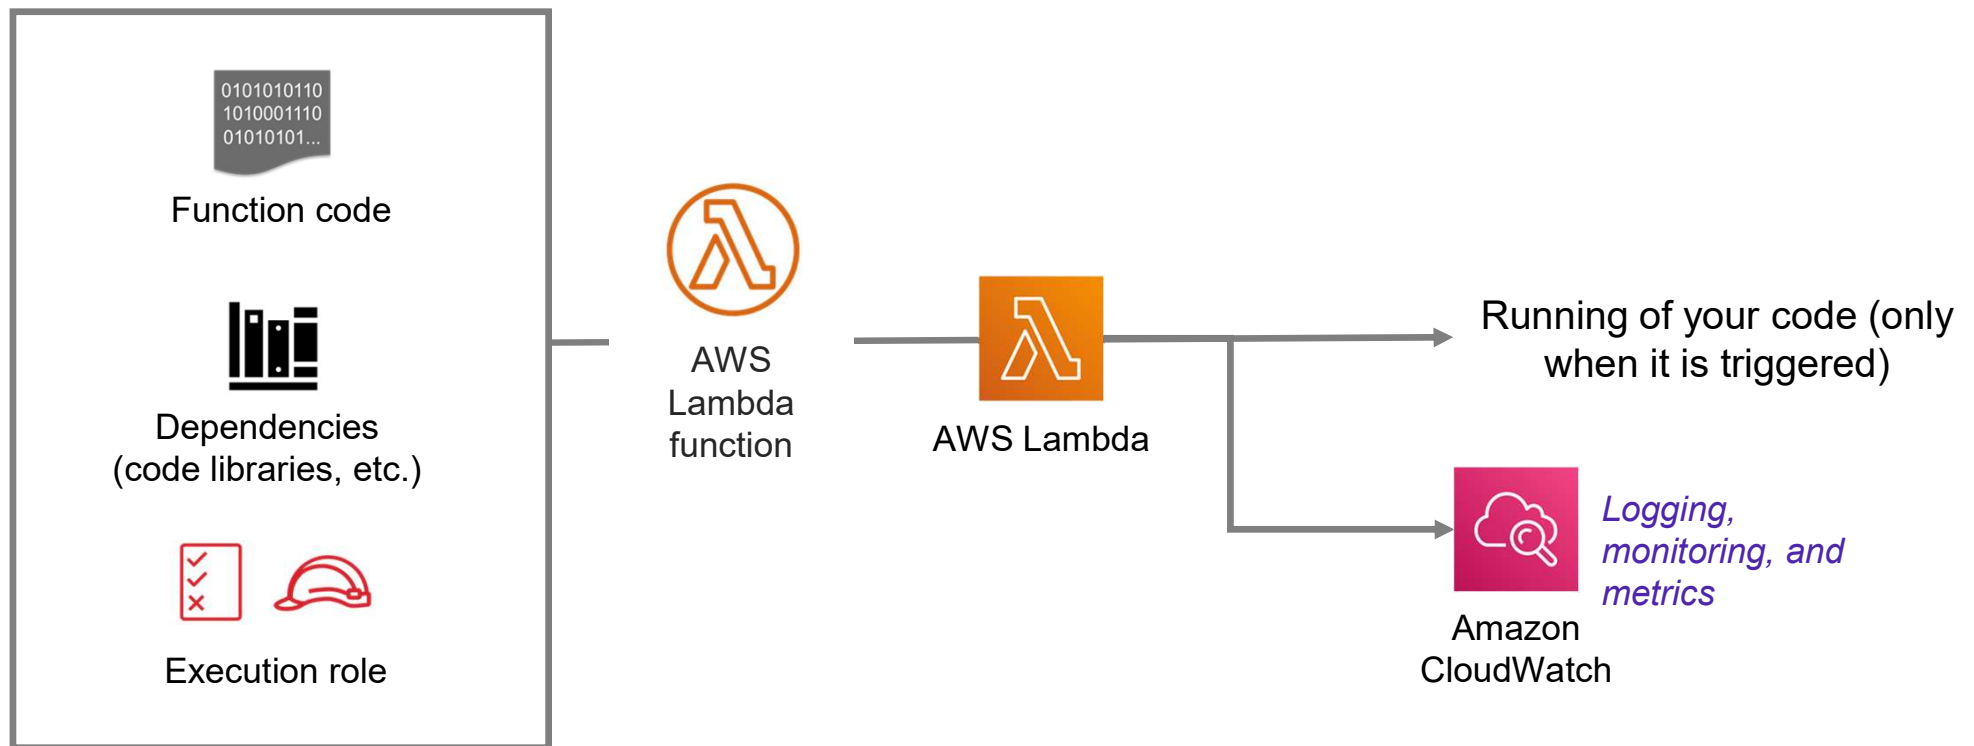 0101010110
1010001110
01010101...
Function code
Dependencies
(code libraries, etc.)
Execution role
AWS
Lambda
function
AWS Lambda
Running of your code (only
when it is triggered)
Logging,
monitoring, and
metrics
Amazon
CloudWatch